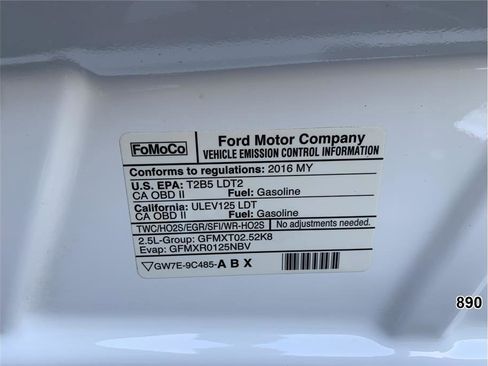 FoMoCo
Ford Motor Company
VEHICLE EMISSION CONTROL INFORMATION
Conforms to regulations: 2016 MY
U.S. EPA: T2B5 LDT2
CA OBD II Fuel: Gasoline
California: ULEV125 LDT
CA OBD II Fuel: Gasoline
TWC/HO2S/EGR/SFI/WR-HO2S No adjustments needed.
2.5L-Group: GFMXT02.52K8
Evap: GFMXR0125NBV
GW7E-9C485-A B X
890